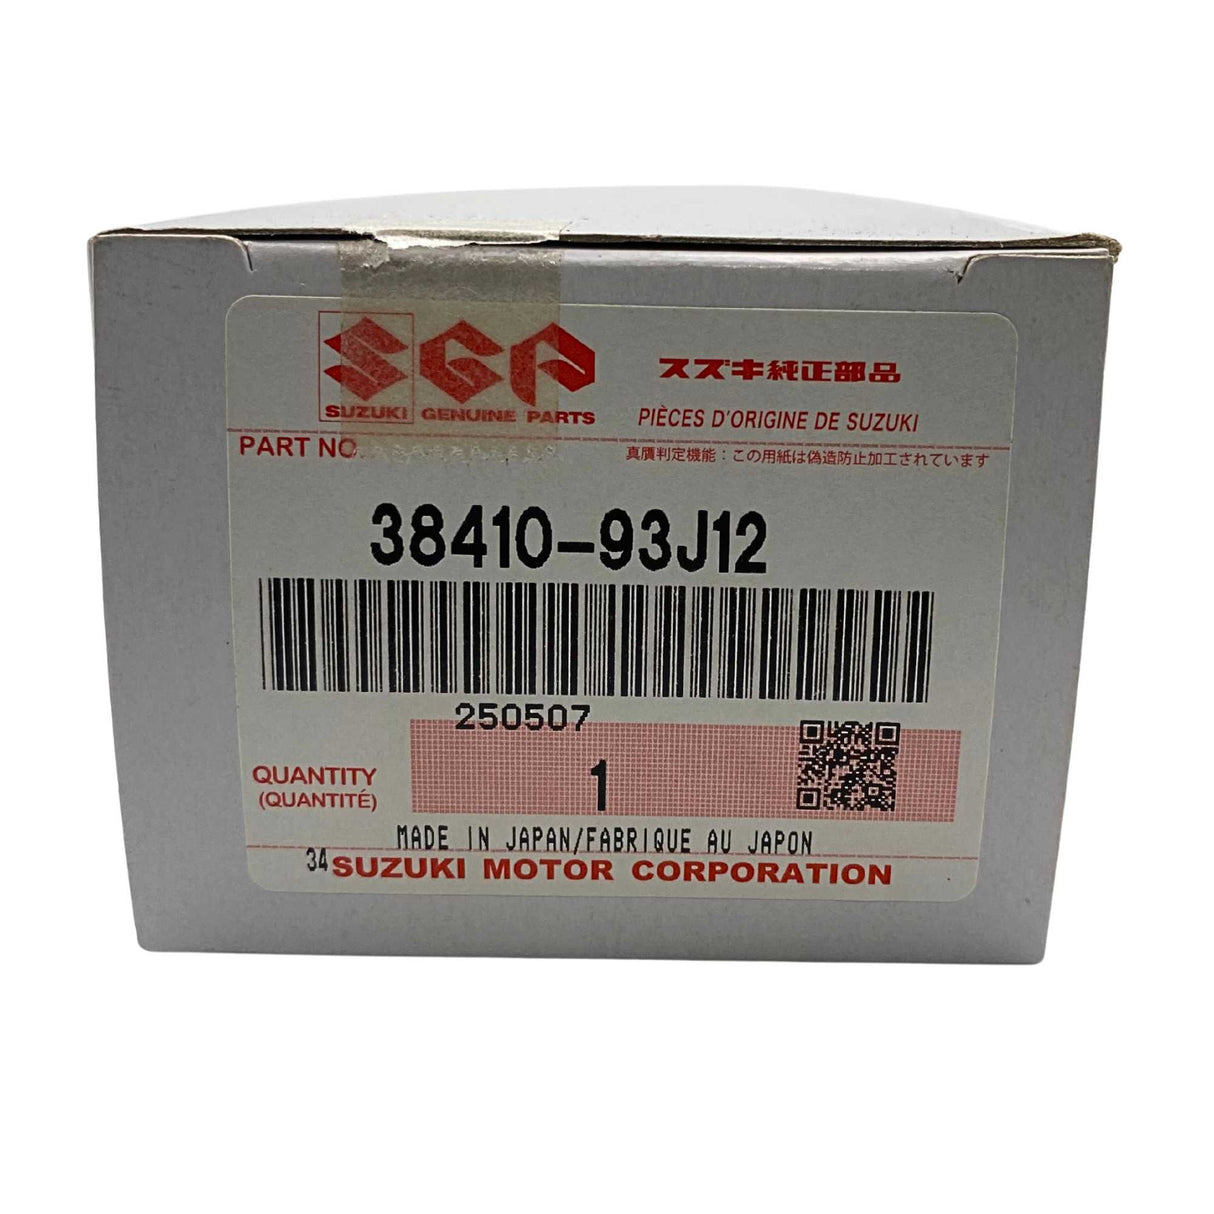 SGP
スズキ純正部品
SUZUKI GENUINE PARTS
PIÈCES D'ORIGINE DE SUZUKI
PART NO.
真贋判定機能：この用紙は偽造防止加工されています
38410-93J12
250507
QUANTITY
(QUANTITÉ)
1
MADE IN JAPAN/FABRIQUE AU JAPON
34 SUZUKI MOTOR CORPORATION